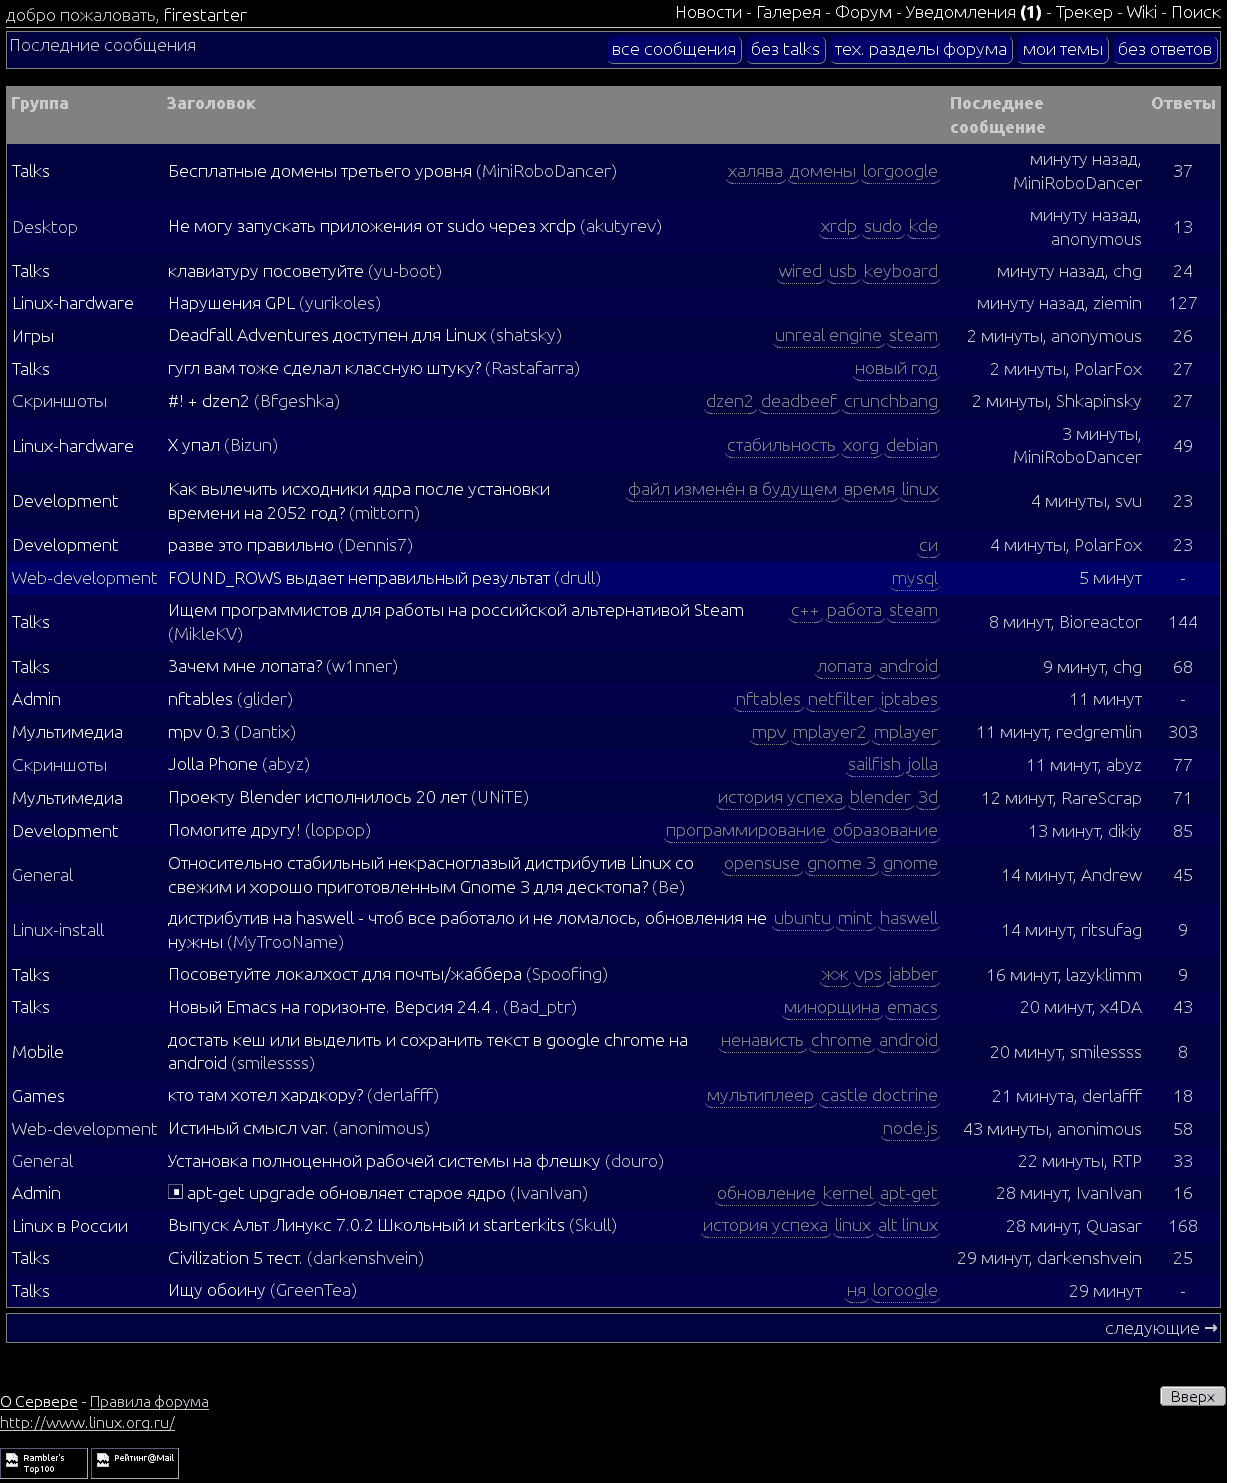 добро пожаловать, firestarter
Новости - Галерея - Форум - Уведомления (1) - Трекер - Wiki - Поиск
Последние сообщения
все сообщения без talks тех. разделы форума мои темы без ответов
Группа Заголовок Последнее сообщение Ответы
Talks Бесплатные домены третьего уровня (MiniRoboDancer) халява домены lorgoogle минуту назад, MiniRoboDancer 37
Desktop Не могу запускать приложения от sudo через xrdp (akutyrev) xrdp sudo kde минуту назад, anonymous 13
Talks клавиатуру посоветуйте (yu-boot) wired usb keyboard минуту назад, chg 24
Linux-hardware Нарушения GPL (yurikoles) минуту назад, ziemin 127
Игры Deadfall Adventures доступен для Linux (shatsky) unreal engine steam 2 минуты, anonymous 26
Talks гугл вам тоже сделал классную штуку? (Rastafarra) новый год 2 минуты, PolarFox 27
Скриншоты #! + dzen2 (Bfgeshka) dzen2 deadbeef crunchbang 2 минуты, Shkapinsky 27
Linux-hardware X упал (Bizun) стабильность xorg debian 3 минуты, MiniRoboDancer 49
Development Как вылечить исходники ядра после установки времени на 2052 год? (mittorn) файл изменён в будущем время linux 4 минуты, svu 23
Development разве это правильно (Dennis7) си 4 минуты, PolarFox 23
Web-development FOUND_ROWS выдает неправильный результат (drull) mysql 5 минут -
Talks Ищем программистов для работы на российской альтернативой Steam (MikleKV) c++ работа steam 8 минут, Bioreactor 144
Talks Зачем мне лопата? (w1nner) лопата android 9 минут, chg 68
Admin nftables (glider) nftables netfilter iptabes 11 минут -
Мультимедиа mpv 0.3 (Dantix) mpv mplayer2 mplayer 11 минут, redgremlin 303
Скриншоты Jolla Phone (abyz) sailfish jolla 11 минут, abyz 77
Мультимедиа Проекту Blender исполнилось 20 лет (UNiTE) история успеха blender 3d 12 минут, RareScrap 71
Development Помогите другу! (loppop) программирование образование 13 минут, dikiy 85
General Относительно стабильный некрасноглазый дистрибутив Linux со свежим и хорошо приготовленным Gnome 3 для десктопа? (Be) opensuse gnome 3 gnome 14 минут, Andrew 45
Linux-install дистрибутив на haswell - чтоб все работало и не ломалось, обновления не нужны (MyTrooName) ubuntu mint haswell 14 минут, ritsufag 9
Talks Посоветуйте локалхост для почты/жаббера (Spoofing) жж vps jabber 16 минут, lazyklimm 9
Talks Новый Emacs на горизонте. Версия 24.4 . (Bad_ptr) минорщина emacs 20 минут, x4DA 43
Mobile достать кеш или выделить и сохранить текст в google chrome на android (smilessss) ненависть chrome android 20 минут, smilessss 8
Games кто там хотел хардкору? (derlafff) мультиплеер castle doctrine 21 минута, derlafff 18
Web-development Истиный смысл var. (anonimous) node.js 43 минуты, anonimous 58
General Установка полноценной рабочей системы на флешку (douro) 22 минуты, RTP 33
Admin apt-get upgrade обновляет старое ядро (IvanIvan) обновление kernel apt-get 28 минут, IvanIvan 16
Linux в России Выпуск Альт Линукс 7.0.2 Школьный и starterkits (Skull) история успеха linux alt linux 28 минут, Quasar 168
Talks Civilization 5 тест. (darkenshvein) 29 минут, darkenshvein 25
Talks Ищу обоину (GreenTea) ня loroogle 29 минут -
следующие →
О Сервере - Правила форума
Вверх
http://www.linux.org.ru/
Rambler's Top100 Рейтинг@Mail